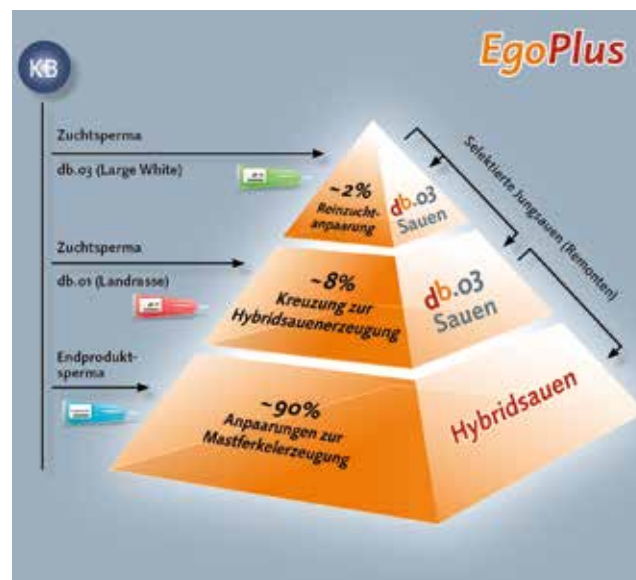 KB
EgoPlus
Zuchtsperma
db.03 (Large White)
~2%
Reinzucht-
anpaarung
db.03
Sauen
Selektierte Jungsauen (Remonten)
Zuchtsperma
db.01 (Landrasse)
~8%
Kreuzung zur
Hybridsauenerzeugung
db.03
Sauen
Endprodukt-
sperma
~90%
Anpaarungen zur
Mastferkelerzeugung
Hybridsauen